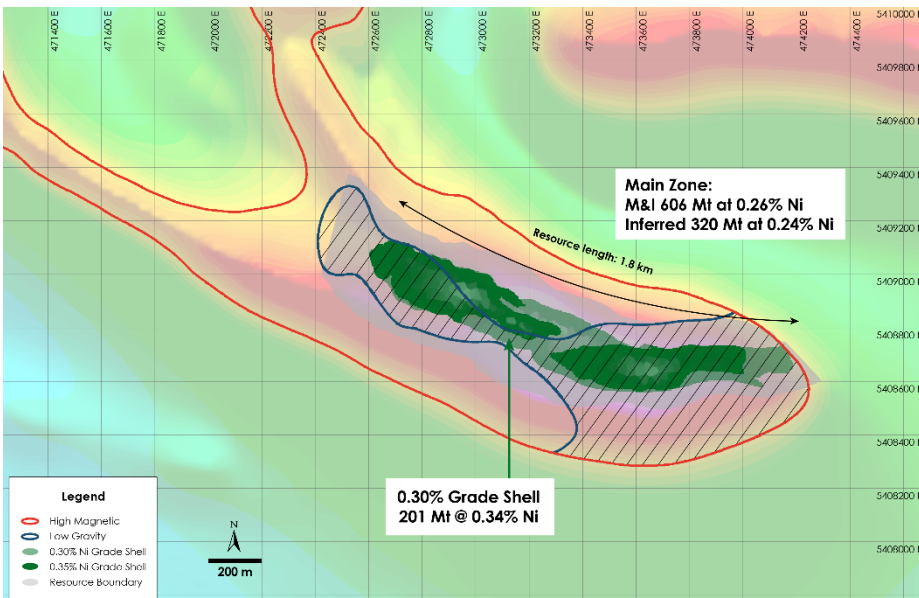 471400 E
471600 E
471800 E
472000 E
472200 E
472400 E
472600 E
472800 E
473000 E
473200 E
473400 E
473600 E
473800 E
474000 E
474200 E
474400 E
5410000 N
5409800 N
5409600 N
5409400 N
5409200 N
5409000 N
5408800 N
5408600 N
5408400 N
5408200 N
5408000 N
Main Zone:
M&I 606 Mt at 0.26% Ni
Inferred 320 Mt at 0.24% Ni
Resource length: 1.8 km
0.30% Grade Shell
201 Mt @ 0.34% Ni
Legend
High Magnetic
Low Gravity
0.30% Ni Grade Shell
0.35% Ni Grade Shell
Resource Boundary
N
200 m